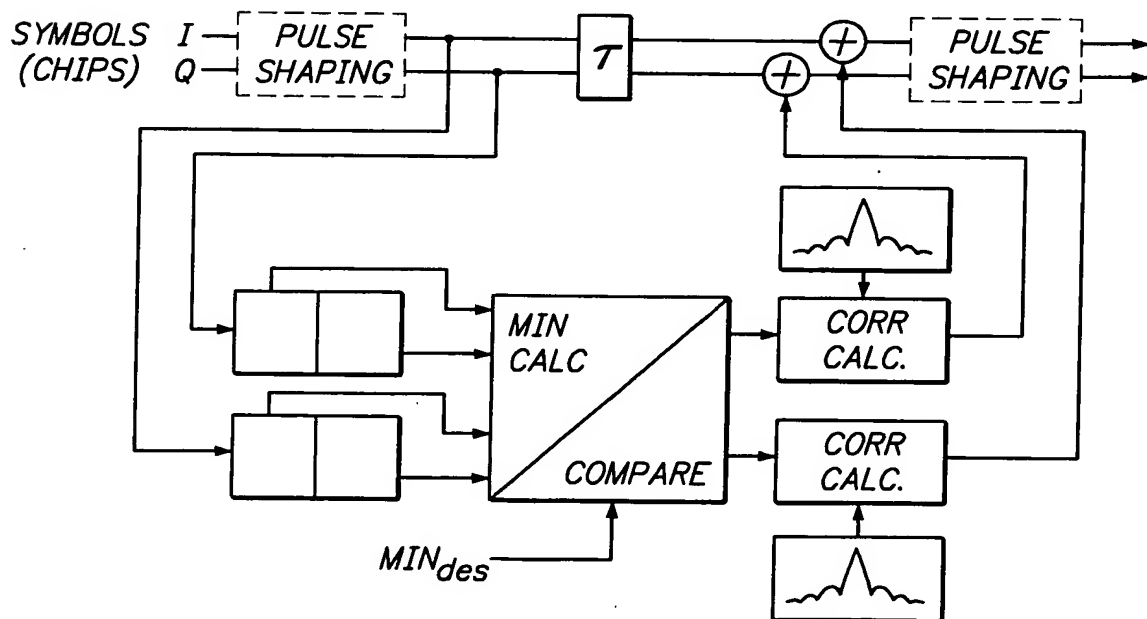 SYMBOLS I
(CHIPS) Q
PULSE
SHAPING
τ
+
+
PULSE
SHAPING
MIN
CALC
COMPARE
MINdes
CORR
CALC.
CORR
CALC.